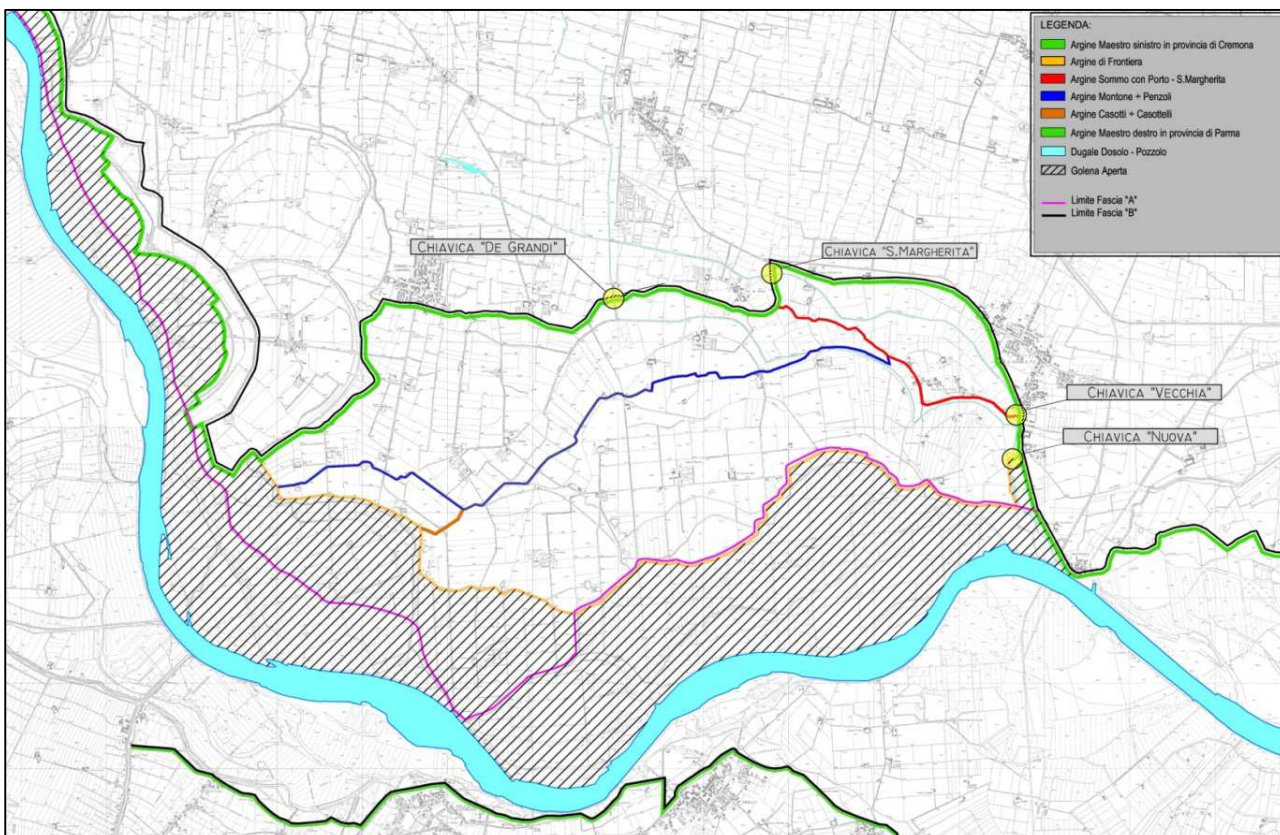 LEGENDA:
Argine Maestro sinistro in provincia di Cremona
Argine di Frontiera
Argine Sommo con Porto - S.Margherita
Argine Montone ÷ Penzoli
Argine Casotti ÷ Casottelli
Argine Maestro destro in provincia di Parma
Dugale Dosolo - Pozzolo
Golena Aperta
Limite Fascia "A"
Limite Fascia "B"
CHIAVICA "DE GRANDI"
CHIAVICA "S.MARGHERITA"
CHIAVICA "VECCHIA"
CHIAVICA "NUOVA"